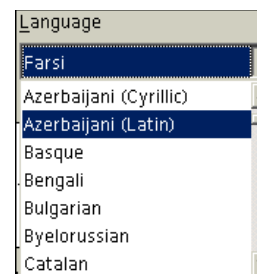 Language
Farsi
Azerbaijani (Cyrillic)
Azerbaijani (Latin)
Basque
Bengali
Bulgarian
Byelorussian
Catalan